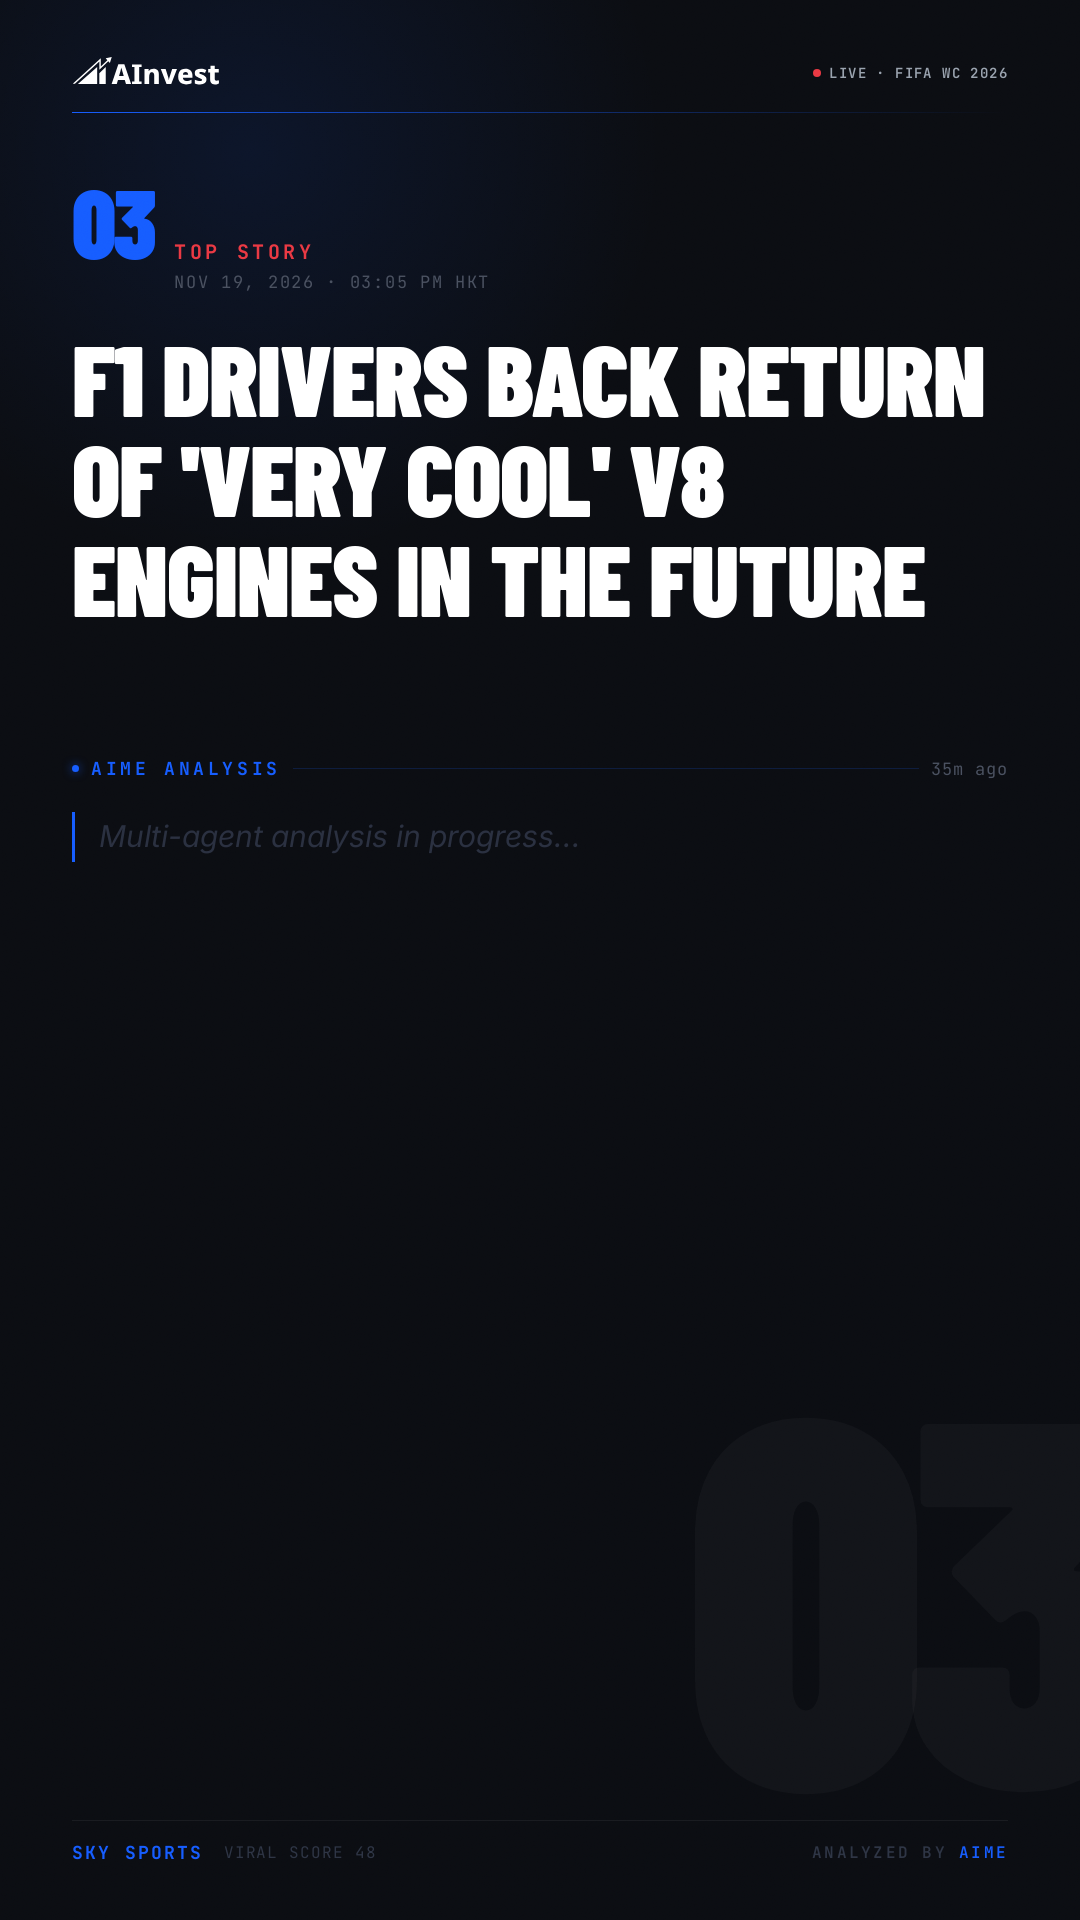 AInvest
LIVE · FIFA WC 2026
03
TOP STORY
NOV 19, 2026 · 03:05 PM HKT
F1 DRIVERS BACK RETURN
OF 'VERY COOL' V8
ENGINES IN THE FUTURE
AIME ANALYSIS
35m ago
Multi-agent analysis in progress...
03
SKY SPORTS
VIRAL SCORE 48
ANALYZED BY AIME